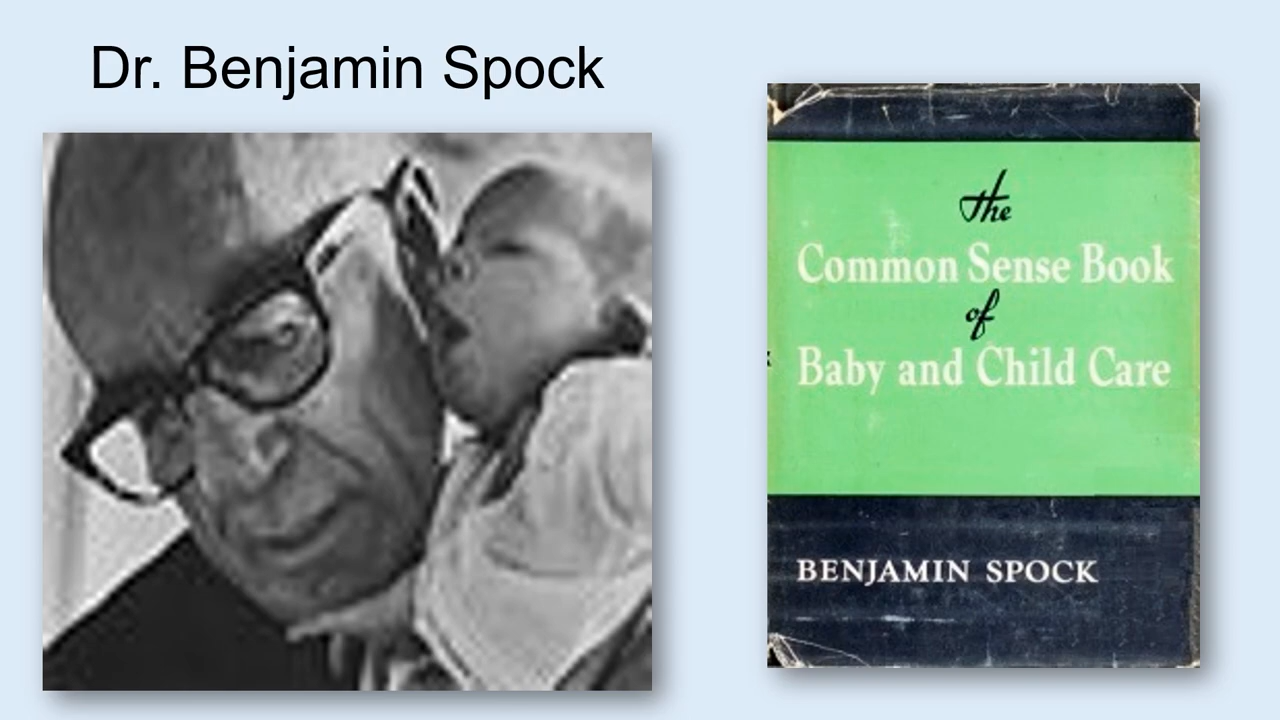 Dr. Benjamin Spock
the
Common Sense Book
of
Baby and Child Care
BENJAMIN SPOCK